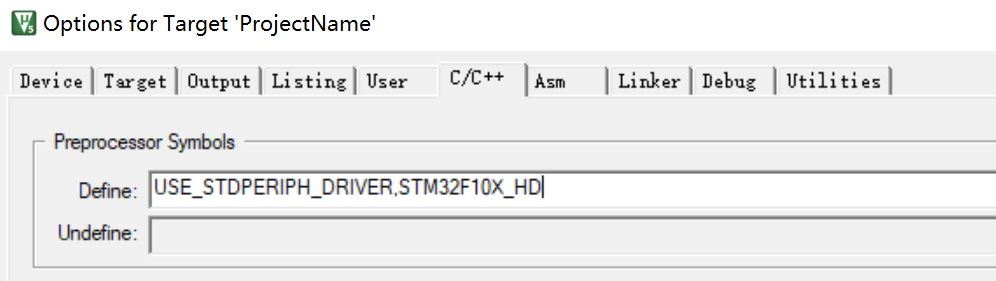 Options for Target 'ProjectName'
Device Target Output Listing User C/C++ Asm Linker Debug Utilities
Preprocessor Symbols
Define: USE_STDPERIPH_DRIVER,STM32F10X_HD
Undefine: